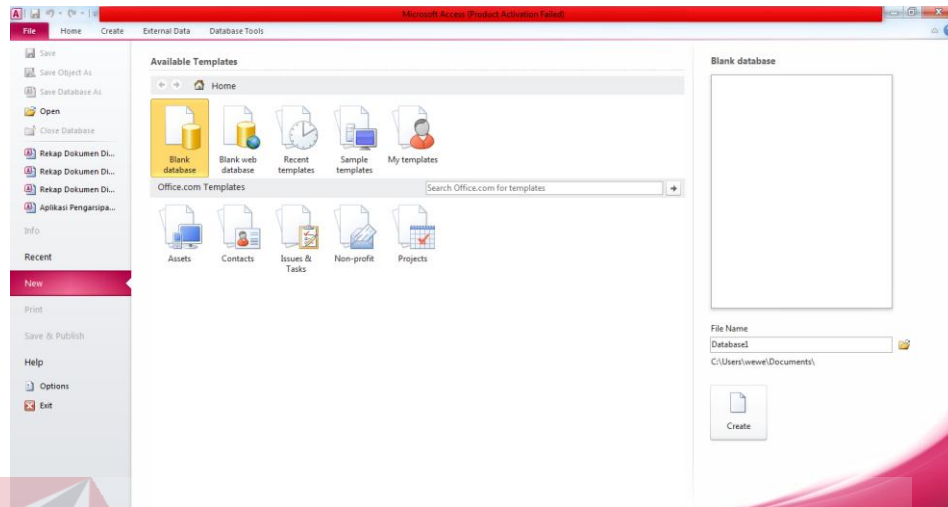 Microsoft Access (Product Activation Failed)
File Home Create External Data Database Tools
Save
Save Object As
Save Database As
Open
Close Database
Rekap Dokumen Di...
Rekap Dokumen Di...
Rekap Dokumen Di...
Aplikasi Pengarsipa...
Info
Recent
New
Print
Save & Publish
Help
Options
Exit
Available Templates
Home
Blank database
Blank web database
Recent templates
Sample templates
My templates
Office.com Templates
Search Office.com for templates
Assets
Contacts
Issues & Tasks
Non-profit
Projects
Blank database
File Name
Database1
C:\Users\wewe\Documents\
Create